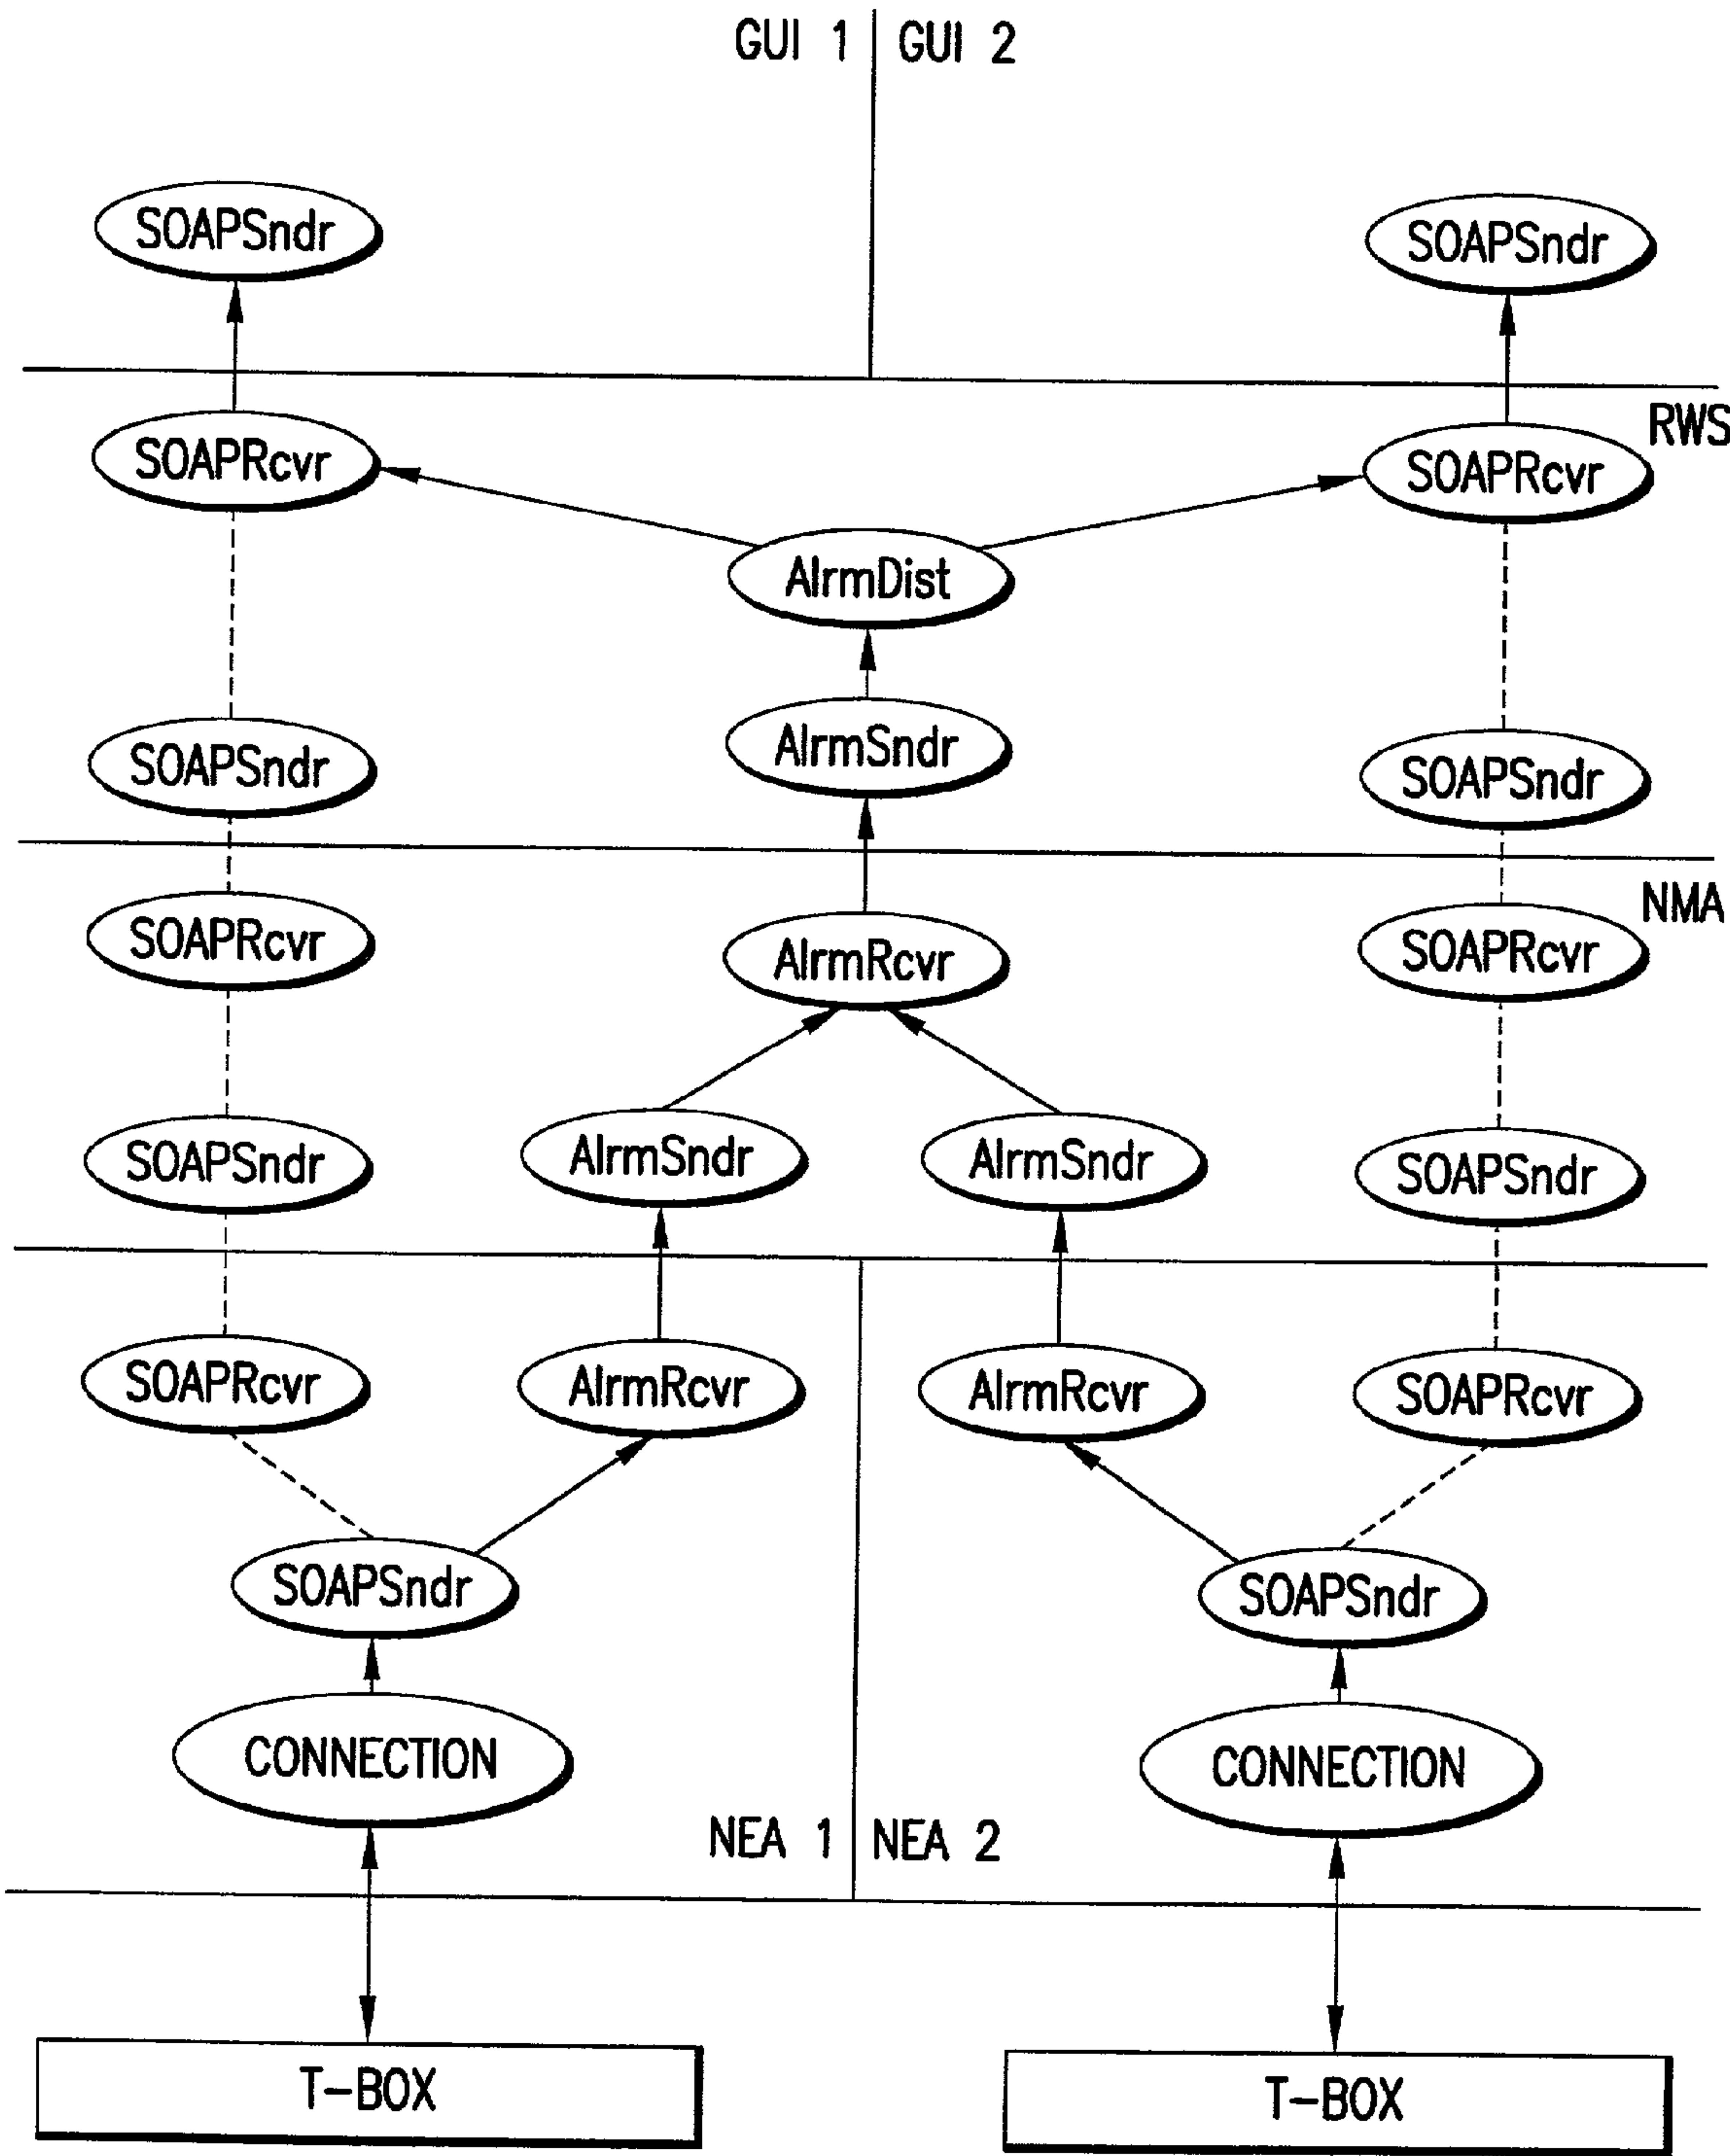 GUI 1
GUI 2
SOAPSndr
SOAPSndr
RWS
SOAPRcvr
SOAPRcvr
AlrmDist
SOAPSndr
AlrmSndr
SOAPSndr
NMA
SOAPRcvr
AlrmRcvr
SOAPRcvr
SOAPSndr
AlrmSndr
AlrmSndr
SOAPSndr
SOAPRcvr
AlrmRcvr
AlrmRcvr
SOAPRcvr
SOAPSndr
SOAPSndr
CONNECTION
CONNECTION
NEA 1
NEA 2
T-BOX
T-BOX